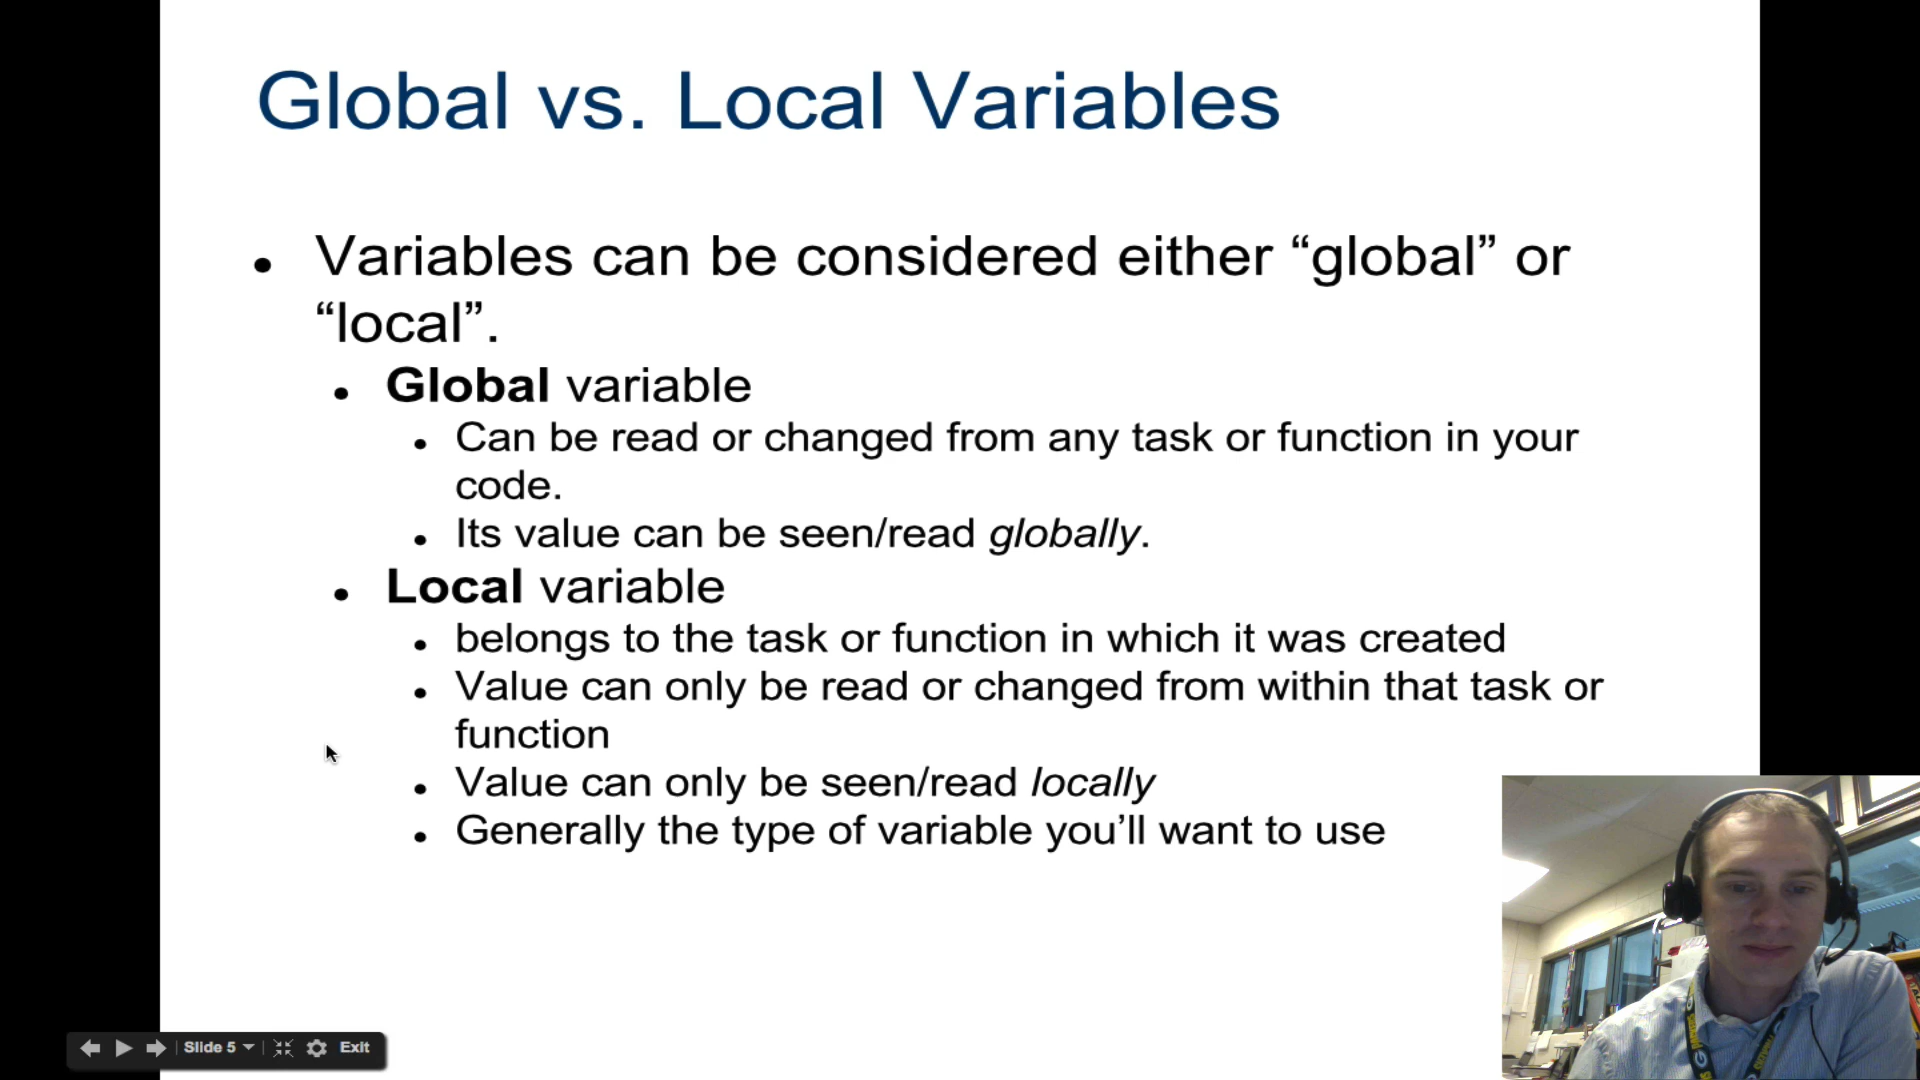 Global vs. Local Variables
• Variables can be considered either “global” or
“local”.
• Global variable
• Can be read or changed from any task or function in your
code.
• Its value can be seen/read globally.
• Local variable
• belongs to the task or function in which it was created
• Value can only be read or changed from within that task or
function
• Value can only be seen/read locally
• Generally the type of variable you’ll want to use
Slide 5
Exit